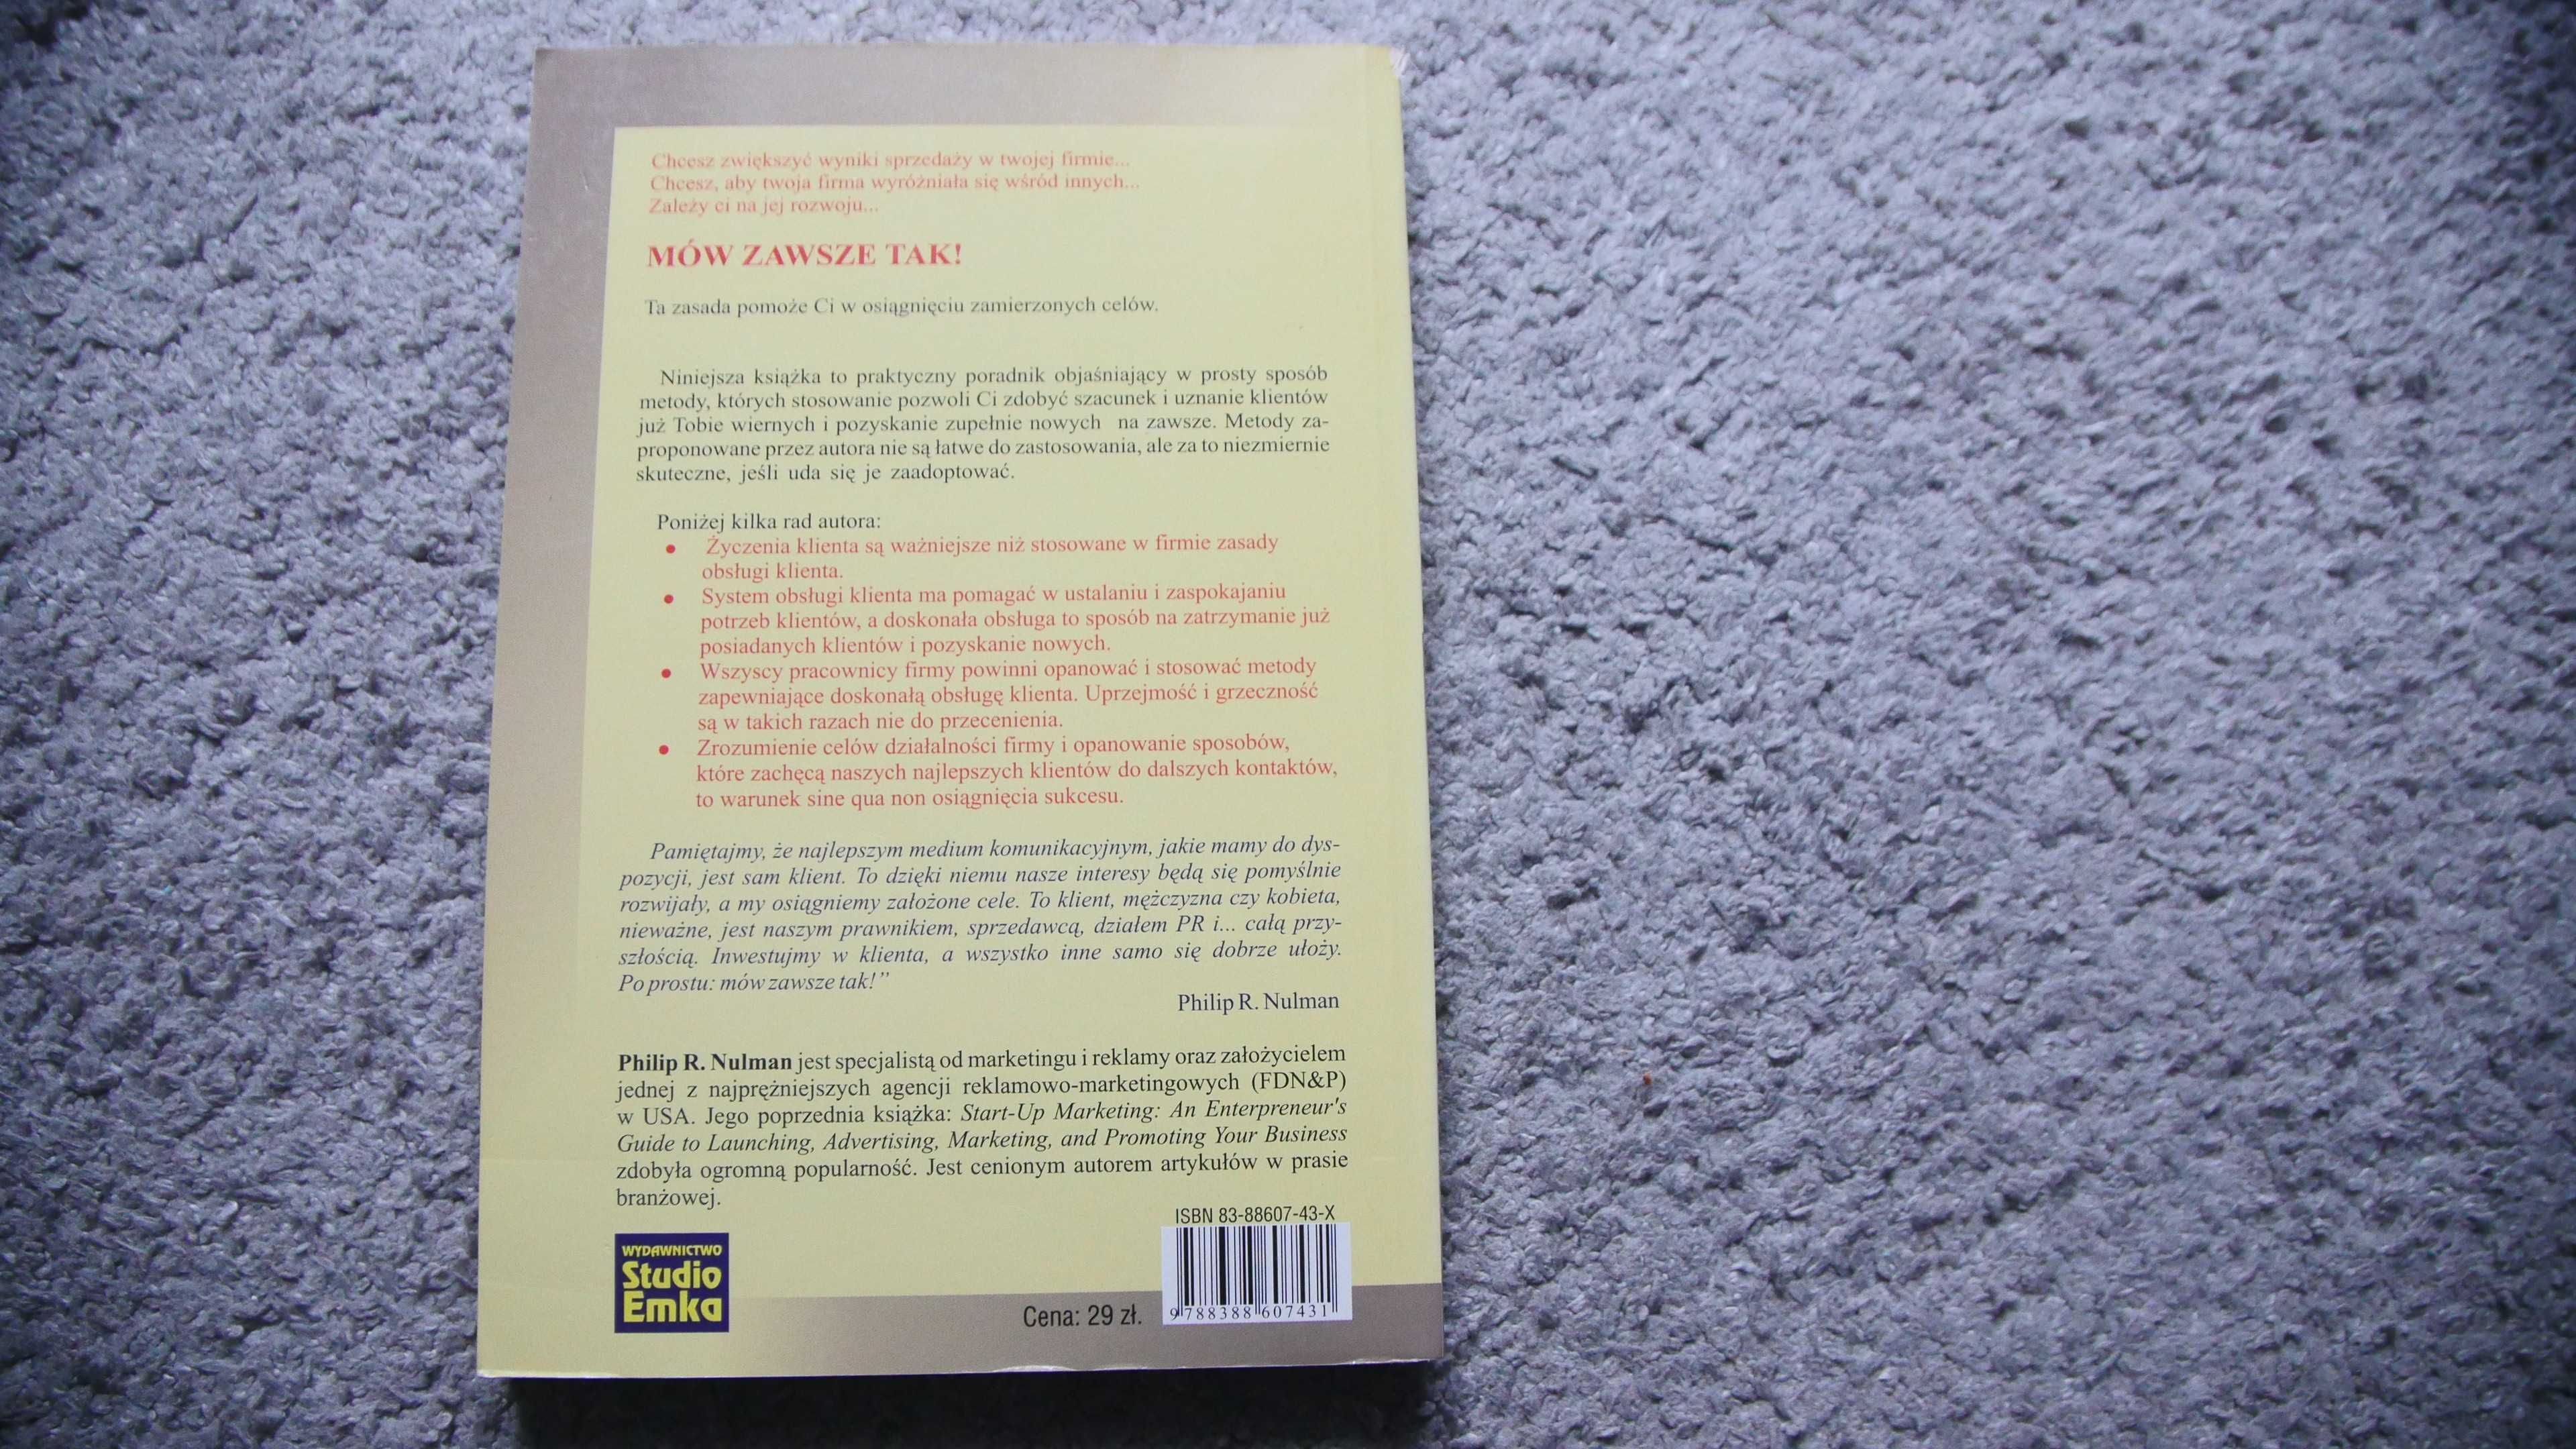 Chcesz zwiększyć wyniki sprzedaży w twojej firmie...
Chcesz, aby twoja firma wyróżniała się wśród innych...
Zależy ci na jej rozwoju...
MÓW ZAWSZE TAK!
Ta zasada pomoże Ci w osiągnięciu zamierzonych celów.
Niniejsza książka to praktyczny poradnik objaśniający w prosty sposób
metody, których stosowanie pozwoli Ci zdobyć szacunek i uznanie klientów
już Tobie wiernych i pozyskanie zupełnie nowych na zawsze. Metody za-
proponowane przez autora nie są łatwe do zastosowania, ale za to niezmiernie
skuteczne, jeśli uda się je zaadoptować.
Poniżej kilka rad autora:
• Życzenia klienta są ważniejsze niż stosowane w firmie zasady
obsługi klienta.
• System obsługi klienta ma pomagać w ustalaniu i zaspokajaniu
potrzeb klientów, a doskonała obsługa to sposób na zatrzymanie już
posiadanych klientów i pozyskanie nowych.
• Wszyscy pracownicy firmy powinni opanować i stosować metody
zapewniające doskonałą obsługę klienta. Uprzejmość i grzeczność
są w takich razach nie do przecenienia.
• Zrozumienie celów działalności firmy i opanowanie sposobów,
które zachęcą naszych najlepszych klientów do dalszych kontaktów,
to warunek sine qua non osiągnięcia sukcesu.
Pamiętajmy, że najlepszym medium komunikacyjnym, jakie mamy do dys-
pozycji, jest sam klient. To dzięki niemu nasze interesy będą się pomyślnie
rozwijały, a my osiągniemy założone cele. To klient, mężczyzna czy kobieta,
nieważne, jest naszym prawnikiem, sprzedawcą, działem PR i... całą przy-
szłością. Inwestujmy w klienta, a wszystko inne samo się dobrze ułoży.
Po prostu: mów zawsze tak!”
Philip R. Nulman
Philip R. Nulman jest specjalistą od marketingu i reklamy oraz założycielem
jednej z najprężniejszych agencji reklamowo-marketingowych (FDN&P)
w USA. Jego poprzednia książka: Start-Up Marketing: An Enterpreneur's
Guide to Launching, Advertising, Marketing, and Promoting Your Business
zdobyła ogromną popularność. Jest cenionym autorem artykułów w prasie
branżowej.
ISBN 83-88607-43-X
WYDAWNICTWO
Studio
Emka
Cena: 29 zł.
9 788388 607431